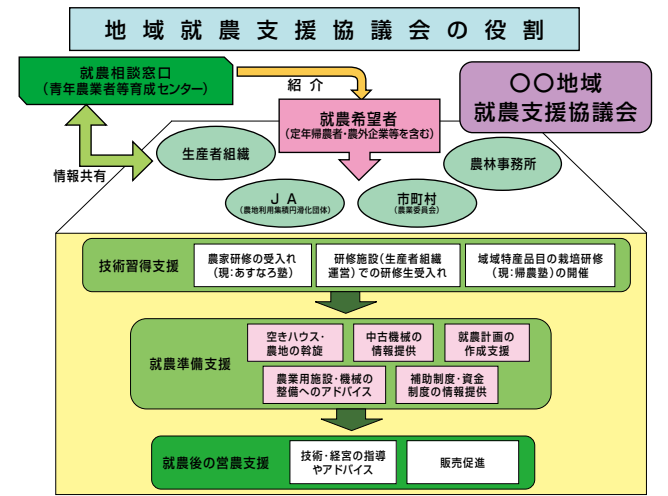 地域就農支援協議会の役割
就農相談窓口
（青年農業者等育成センター）
紹介
〇〇地域
就農支援協議会
就農希望者
（定年帰農者・農外企業等を含む）
情報共有
生産者組織
農林事務所
ＪＡ
（農地利用集積円滑化団体）
市町村
（農業委員会）
技術習得支援
農家研修の受入れ
（現：あすなろ塾）
研修施設（生産者組織
運営）での研修生受入れ
域域特産品目の栽培研修
（現：帰農塾）の開催
就農準備支援
空きハウス・
農地の斡旋
中古機械の
情報提供
就農計画の
作成支援
農業用施設・機械の
整備へのアドバイス
補助制度・資金
制度の情報提供
就農後の営農支援
技術・経営の指導
やアドバイス
販売促進